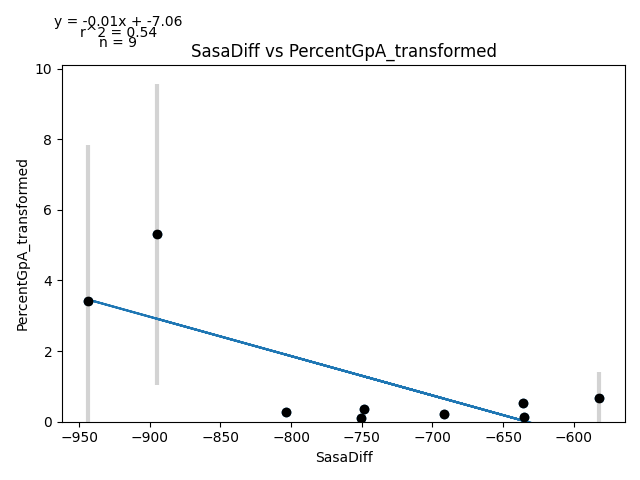 y = -0.01x + -7.06
r^2 = 0.54
n = 9
SasaDiff vs PercentGpA_transformed
10
8
6
4
2
0
PercentGpA_transformed
−950
−900
−850
−800
−750
−700
−650
−600
SasaDiff